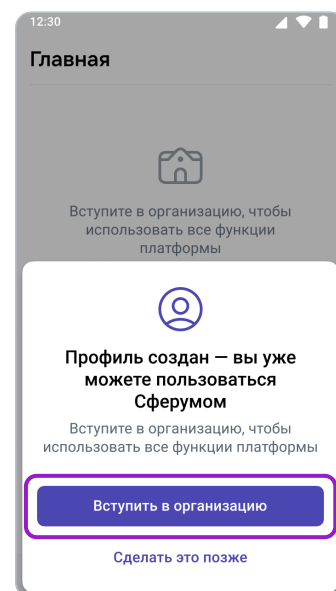 12:30
Главная
Вступите в организацию, чтобы
использовать все функции
платформы
Профиль создан — вы уже
можете пользоваться
Сферумом
Вступите в организацию, чтобы
использовать все функции платформы
Вступить в организацию
Сделать это позже